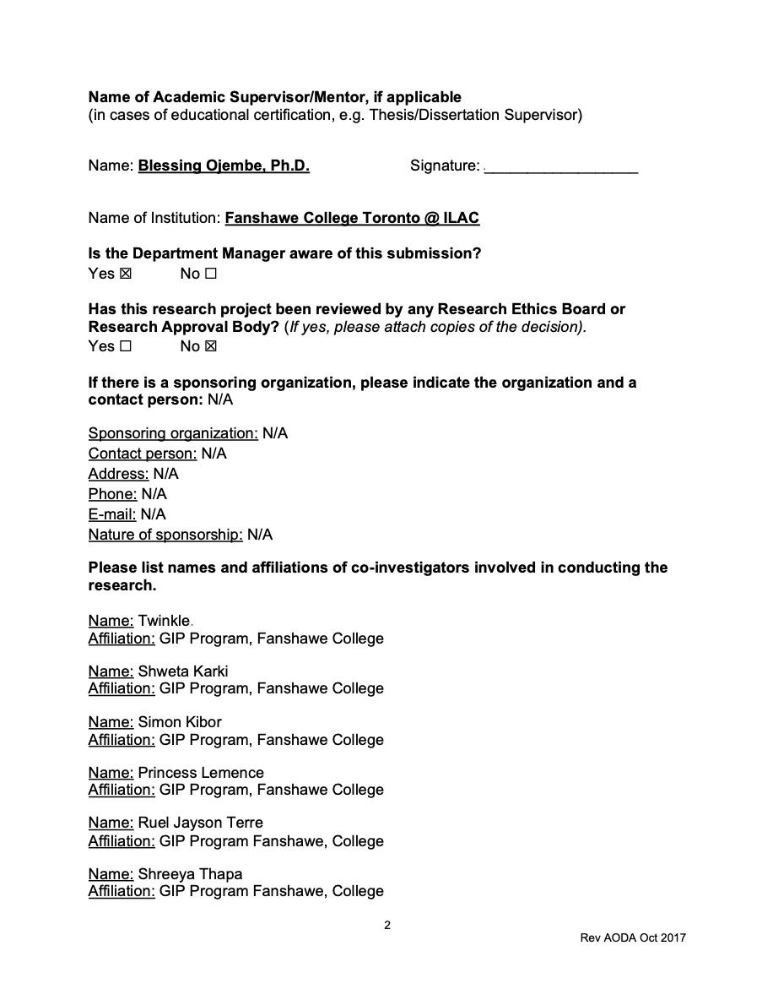 Name of Academic Supervisor/Mentor, if applicable
(in cases of educational certification, e.g. Thesis/Dissertation Supervisor)
Name: Blessing Ojembe, Ph.D. Signature: ___________________
Name of Institution: Fanshawe College Toronto @ ILAC
Is the Department Manager aware of this submission?
Yes ☒ No ☐
Has this research project been reviewed by any Research Ethics Board or
Research Approval Body? (If yes, please attach copies of the decision).
Yes ☐ No ☒
If there is a sponsoring organization, please indicate the organization and a
contact person: N/A
Sponsoring organization: N/A
Contact person: N/A
Address: N/A
Phone: N/A
E-mail: N/A
Nature of sponsorship: N/A
Please list names and affiliations of co-investigators involved in conducting the
research.
Name: Twinkle.
Affiliation: GIP Program, Fanshawe College
Name: Shweta Karki
Affiliation: GIP Program, Fanshawe College
Name: Simon Kibor
Affiliation: GIP Program, Fanshawe College
Name: Princess Lemence
Affiliation: GIP Program, Fanshawe College
Name: Ruel Jayson Terre
Affiliation: GIP Program Fanshawe, College
Name: Shreeya Thapa
Affiliation: GIP Program Fanshawe, College
2
Rev AODA Oct 2017